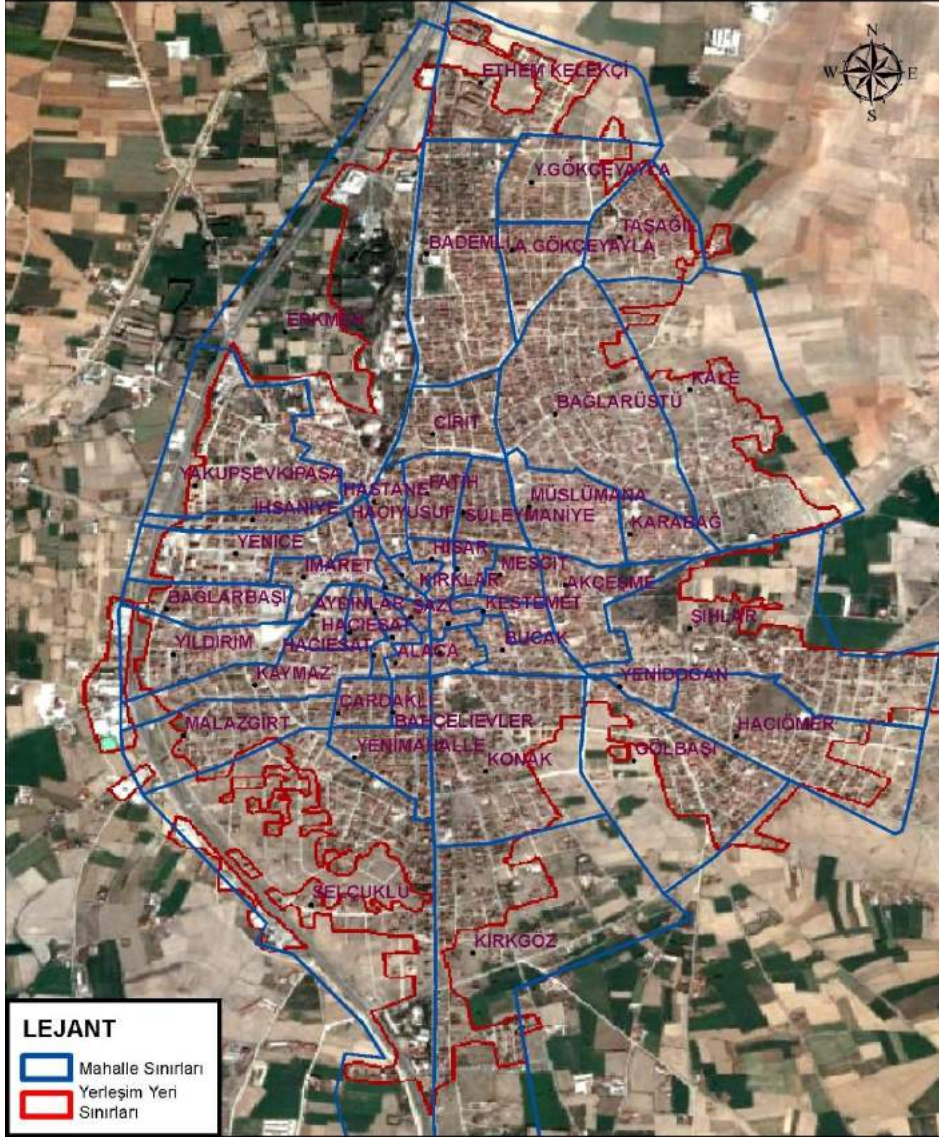 N
W E
S
ETHEM KELEKÇİ
Y.GÖKÇEYAYLA
TAŞAĞIL
BADEMLİ
A.GÖKÇEYAYLA
ERKMEN
KALE
BAĞLARÜSTÜ
CİRİT
YAKUPŞEVKİPAŞA
HASTANE
FATİH
MÜSLÜMANA
İHSANİYE
HACIYUSUF
SÜLEYMANİYE
KARABAĞ
YENİCE
HİSAR
İMARET
KIRKLAR
MESCİT
AKÇEŞME
BAĞLARBAŞI
AYDINLAR
GAZİ
KESTEMET
ŞIHLAR
HACIESAT
YILDIRIM
HACIESAT
ALACA
BUCAK
KAYMAZ
YENİDOĞAN
ÇARDAKLI
MALAZGİRT
BAHÇELİEVLER
HACIÖMER
YENİMAHALLE
KONAK
GÖLBAŞI
SELÇUKLU
KIRKGÖZ
LEJANT
Mahalle Sınırları
Yerleşim Yeri
Sınırları